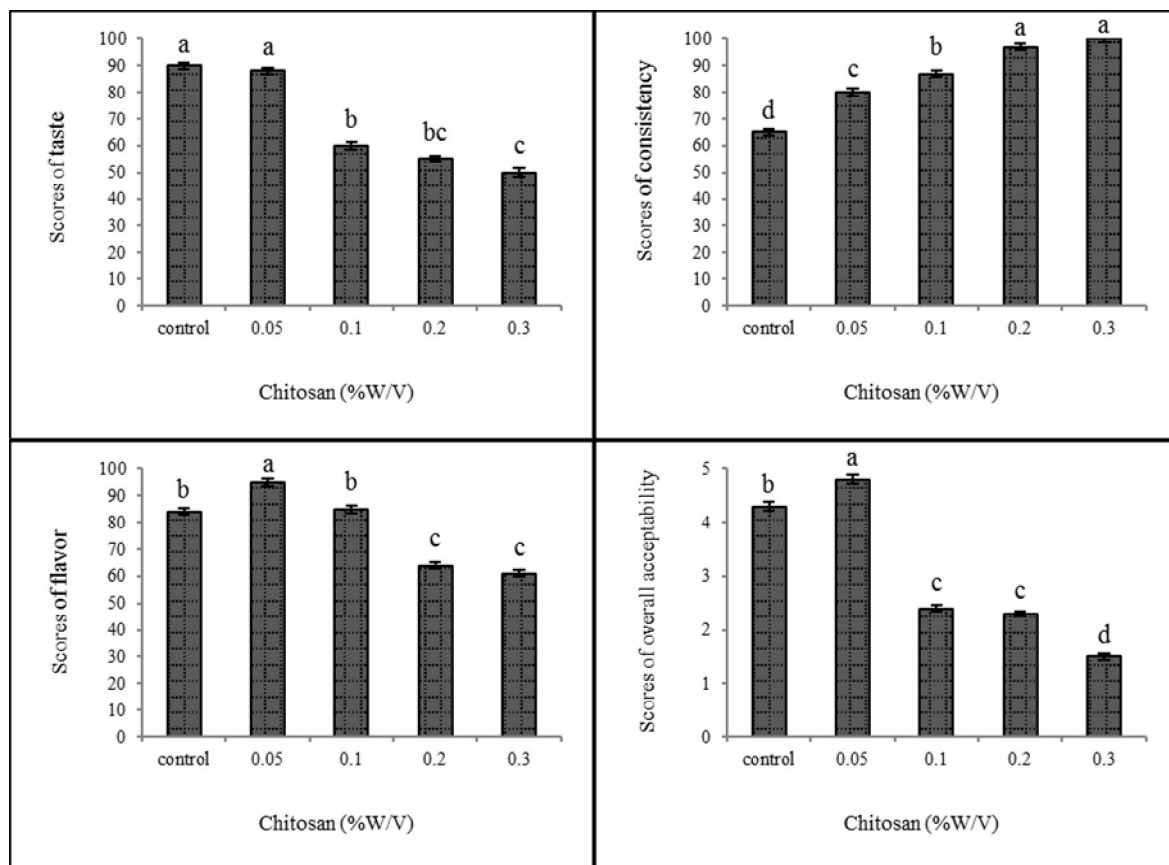 Scores of taste
100
90
80
70
60
50
40
30
20
10
0
a
a
b
bc
c
control
0.05
0.1
0.2
0.3
Chitosan (%W/V)
Scores of consistency
100
90
80
70
60
50
40
30
20
10
0
d
c
b
a
a
control
0.05
0.1
0.2
0.3
Chitosan (%W/V)
Scores of flavor
100
90
80
70
60
50
40
30
20
10
0
b
a
b
c
c
control
0.05
0.1
0.2
0.3
Chitosan (%W/V)
Scores of overall acceptability
5
4
3
2
1
0
b
a
c
c
d
control
0.05
0.1
0.2
0.3
Chitosan (%W/V)